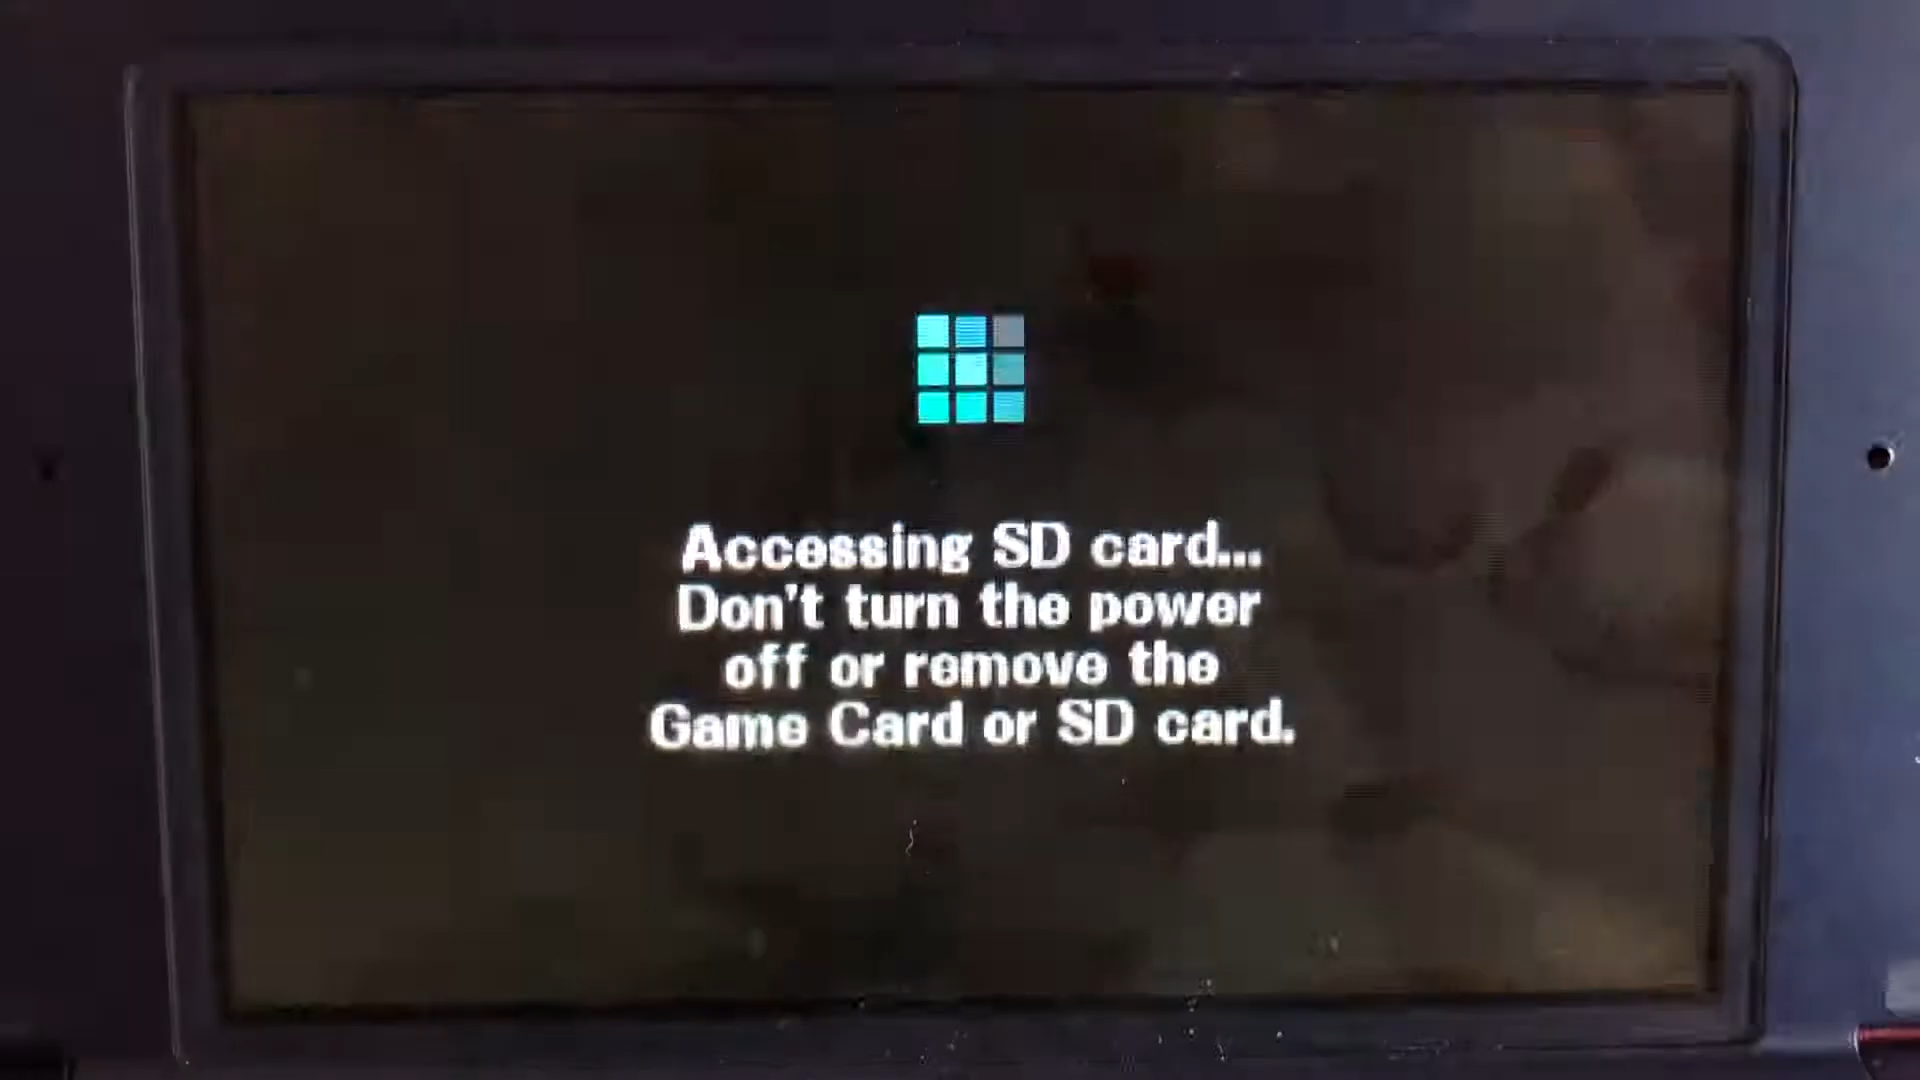 Accessing SD card...
Don't turn the power
off or remove the
Game Card or SD card.